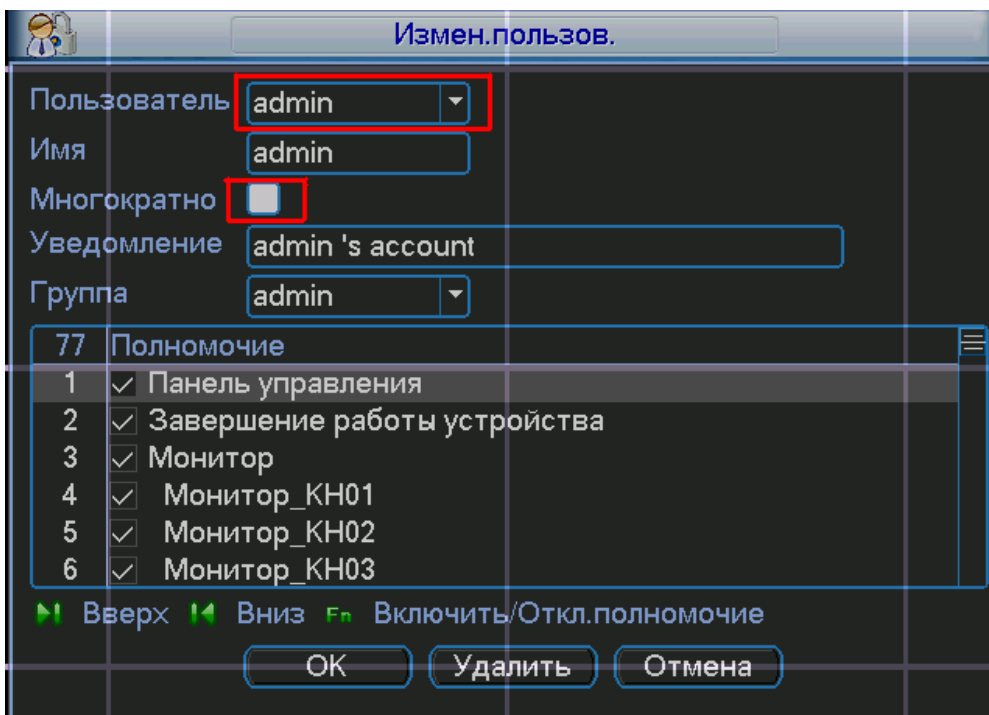 Измен.пользов.
Пользователь admin
Имя admin
Многократно
Уведомление admin 's account
Группа admin
77 Полномочие
1 Панель управления
2 Завершение работы устройства
3 Монитор
4 Монитор_КН01
5 Монитор_КН02
6 Монитор_КН03
Вверх Вниз Fn Включить/Откл.полномочие
OK Удалить Отмена